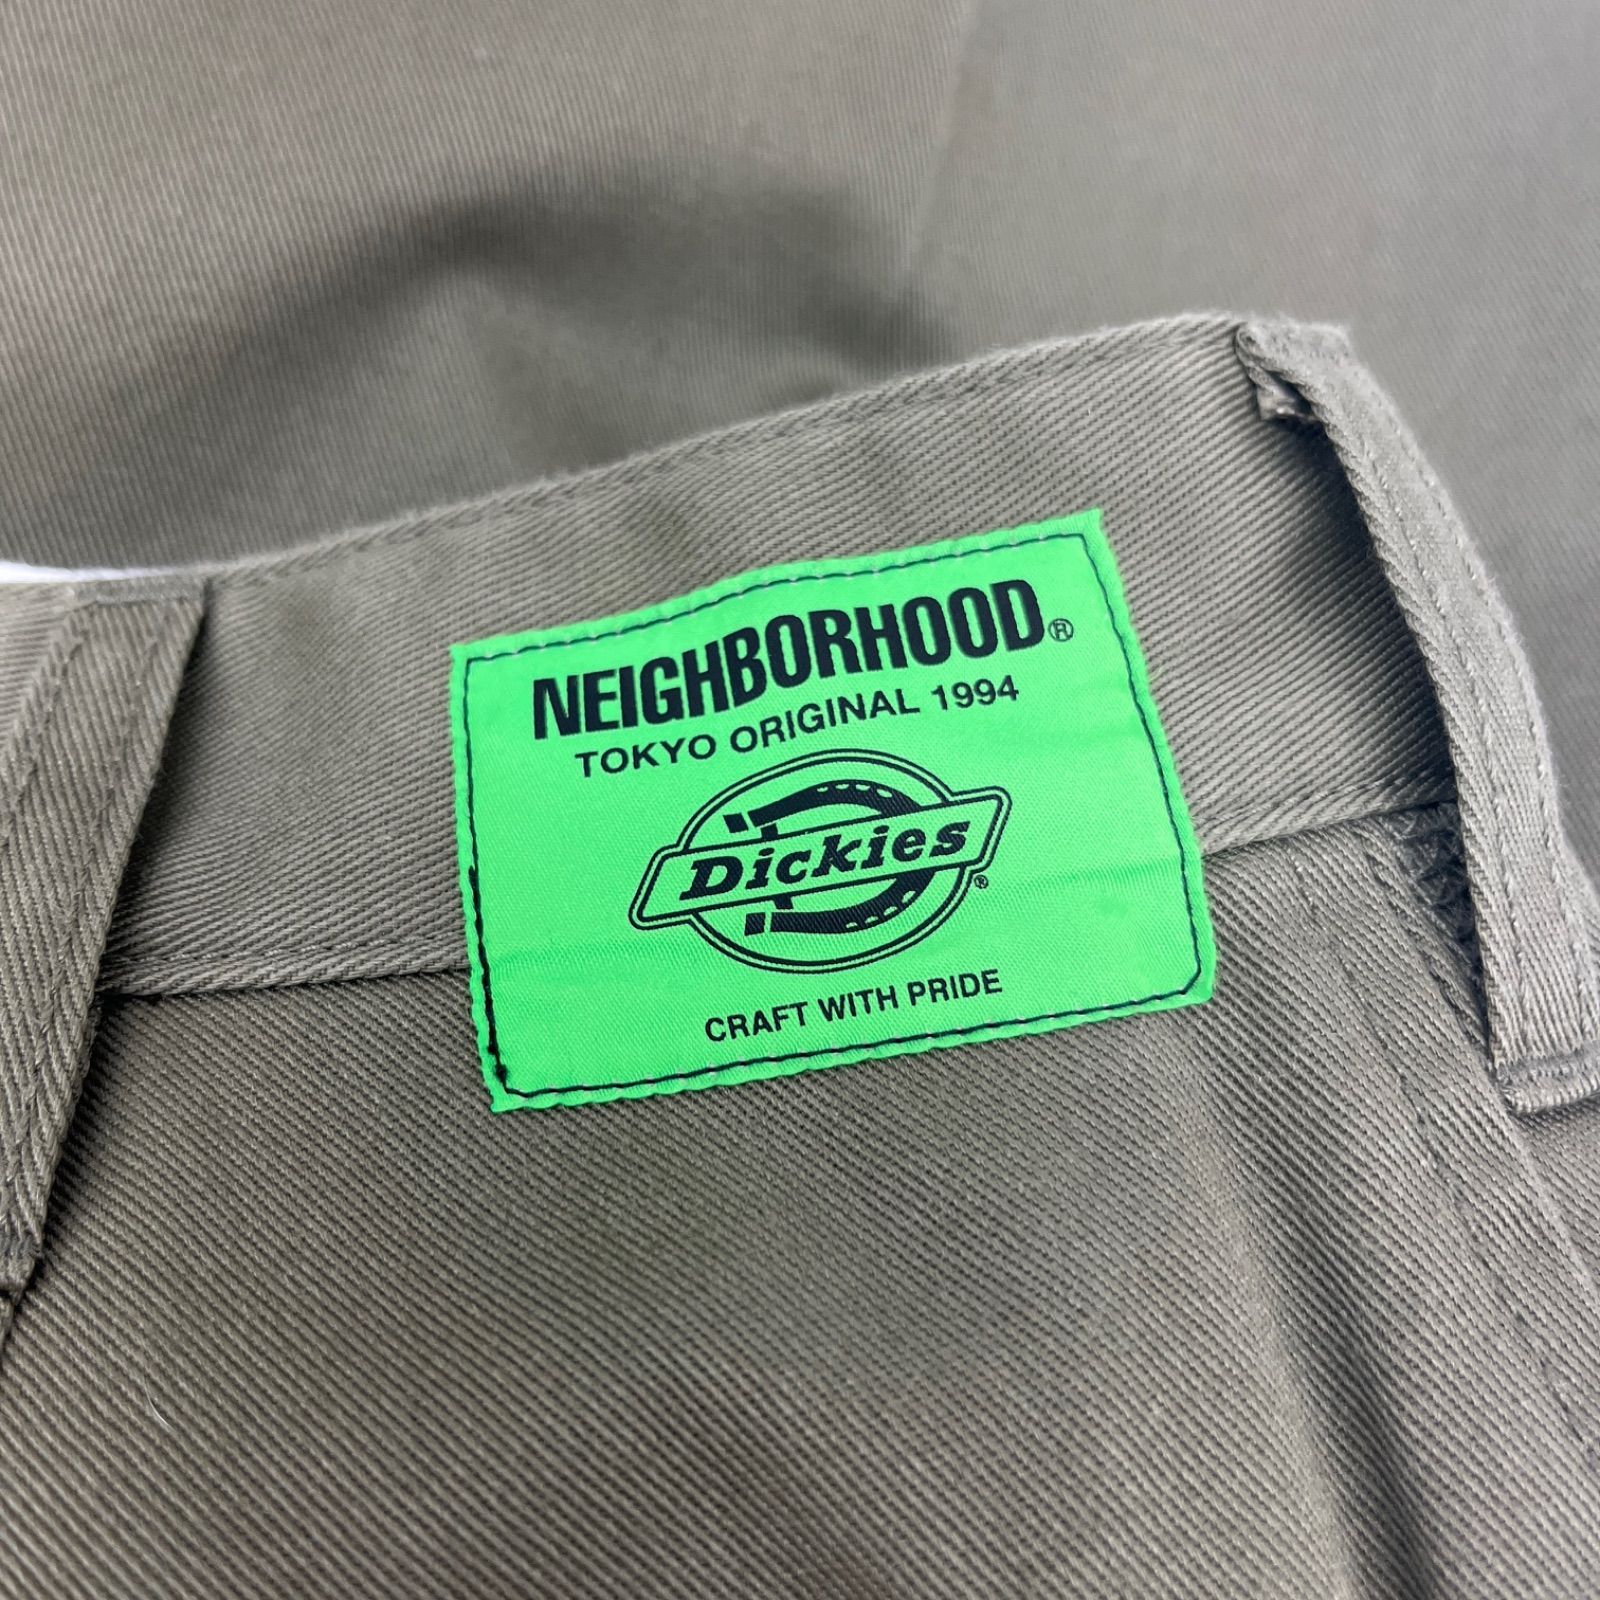 NEIGHBORHOOD®
TOKYO ORIGINAL 1994
Dickies®
CRAFT WITH PRIDE